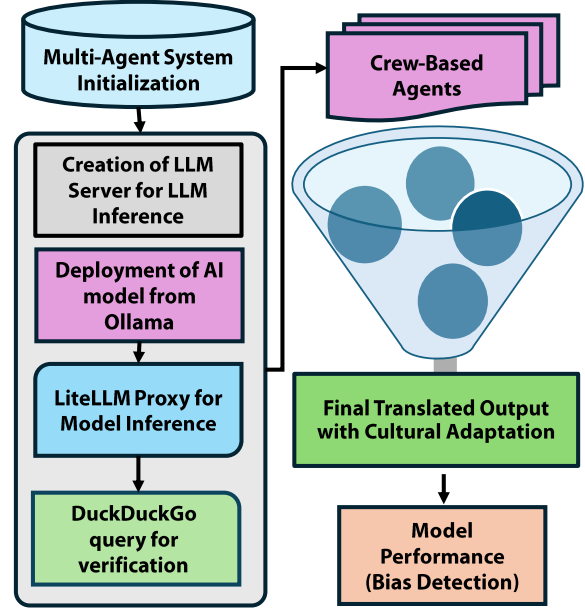 Multi-Agent System
Initialization
Creation of LLM
Server for LLM
Inference
Deployment of AI
model from
Ollama
LiteLLM Proxy for
Model Inference
DuckDuckGo
query for
verification
Crew-Based
Agents
Final Translated Output
with Cultural Adaptation
Model
Performance
(Bias Detection)